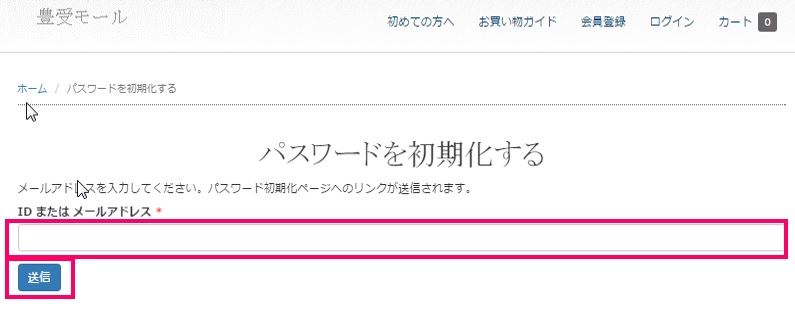 豊受モール
初めての方へ お買い物ガイド 会員登録 ログイン カート 0
ホーム / パスワードを初期化する
パスワードを初期化する
メールアドレスを入力してください。パスワード初期化ページへのリンクが送信されます。
ID または メールアドレス *
送信